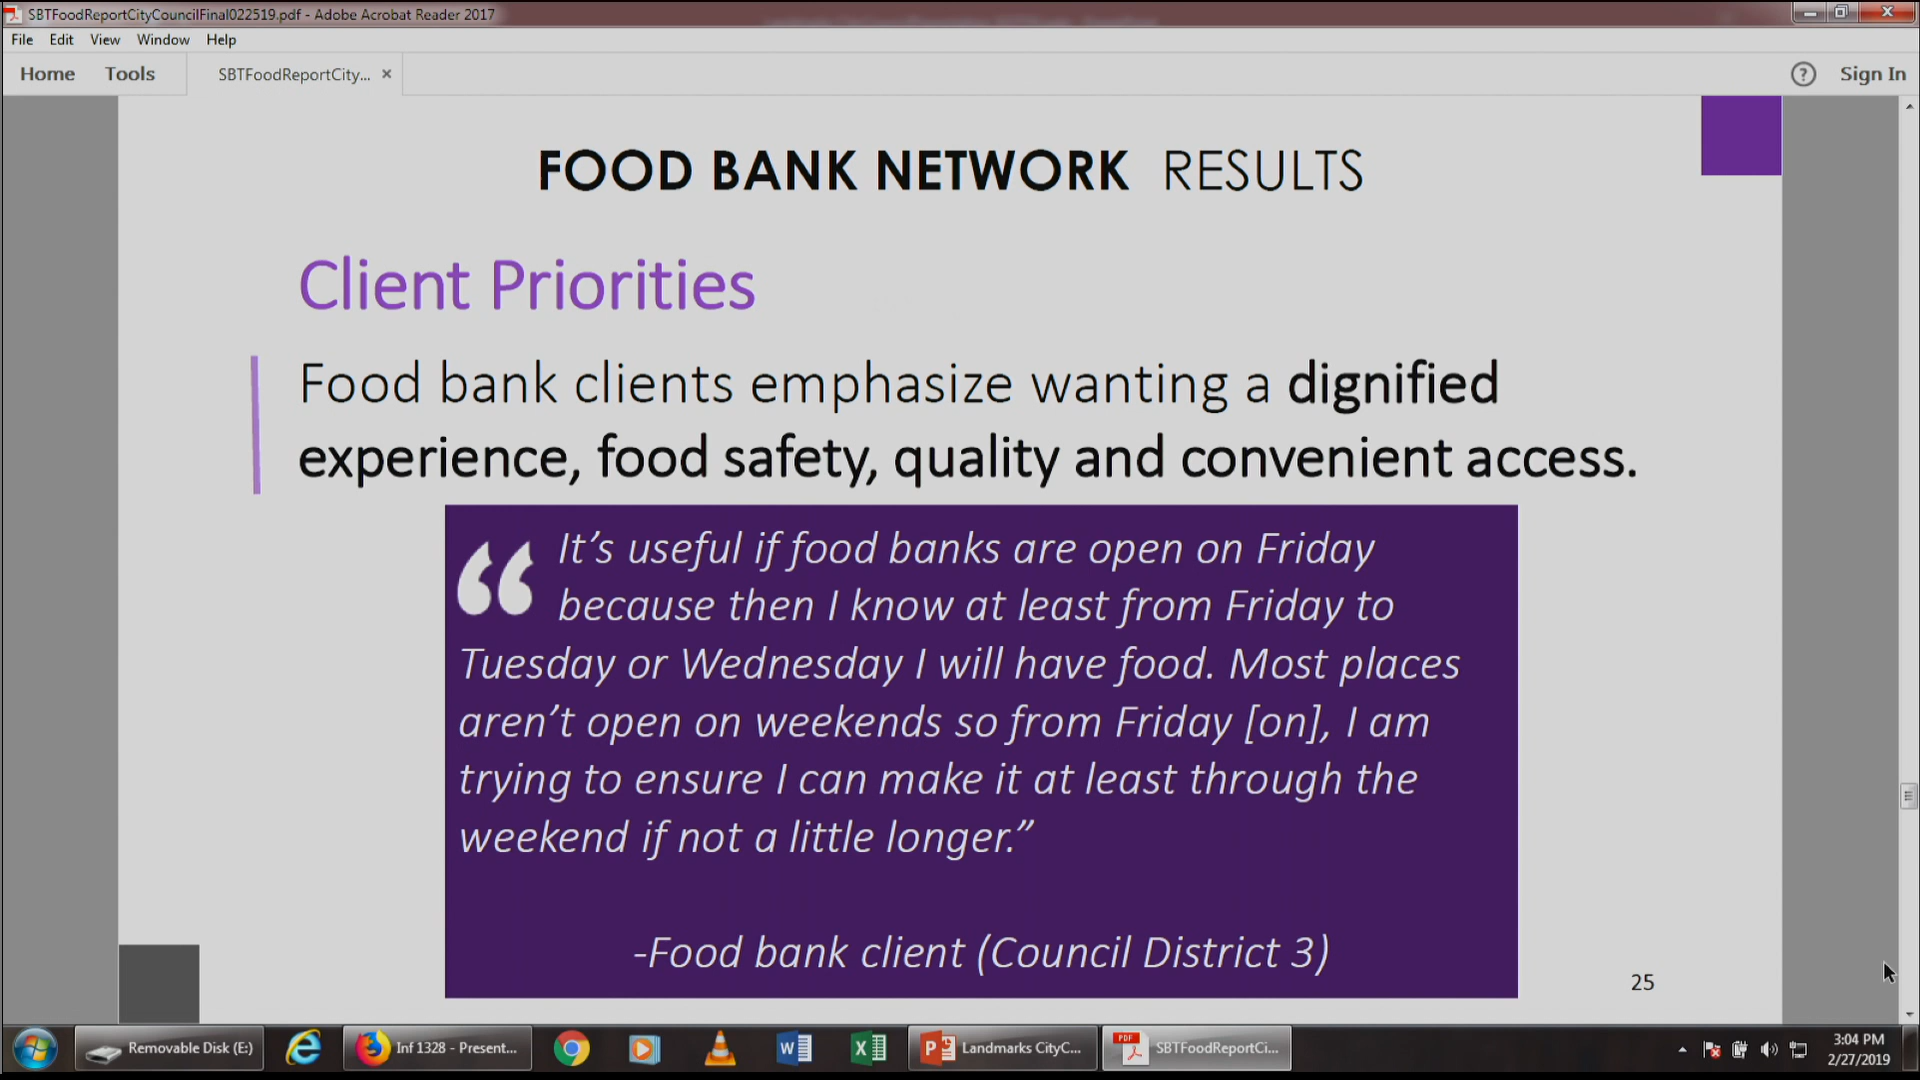 SBTFoodReportCityCouncilFinal022519.pdf - Adobe Acrobat Reader 2017
File Edit View Window Help
Home Tools SBTFoodReportCity... × ? Sign In
FOOD BANK NETWORK RESULTS
Client Priorities
Food bank clients emphasize wanting a dignified
experience, food safety, quality and convenient access.
“ It’s useful if food banks are open on Friday
because then I know at least from Friday to
Tuesday or Wednesday I will have food. Most places
aren’t open on weekends so from Friday [on], I am
trying to ensure I can make it at least through the
weekend if not a little longer.”
-Food bank client (Council District 3)
25
Removable Disk (E:) Inf 1328 - Present... Landmarks CityC... PDF SBTFoodReportCi...
3:04 PM
2/27/2019